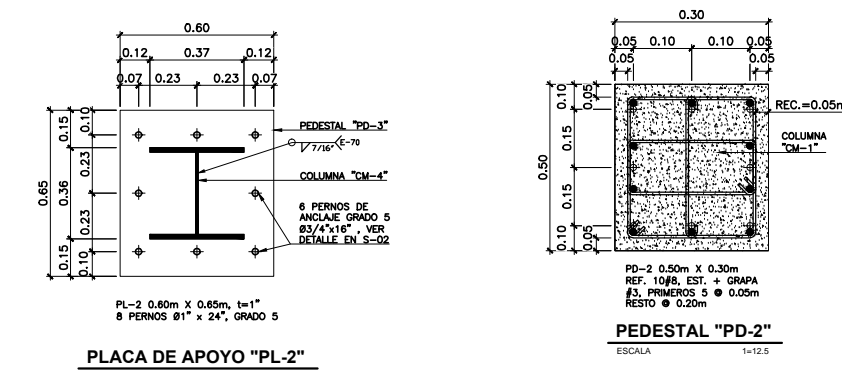 0.60
0.12 0.37 0.12
0.07 0.23 0.23 0.07
0.65
0.15 0.36 0.15
0.10 0.23 0.23 0.10
PEDESTAL "PD-3"
7/16" E-70
COLUMNA "CM-4"
6 PERNOS DE
ANCLAJE GRADO 5
Ø3/4"x16" , VER
DETALLE EN S-02
PL-2 0.60m X 0.65m, t=1"
8 PERNOS Ø1" x 24", GRADO 5
PLACA DE APOYO "PL-2"
0.30
0.05 0.10 0.10 0.05
0.05 0.05
0.50
0.10 0.15 0.15 0.10
0.05 0.05
REC.=0.05m
COLUMNA
"CM-1"
PD-2 0.50m X 0.30m
REF. 10#8, EST. + GRAPA
#3, PRIMEROS 5 @ 0.05m
RESTO @ 0.20m
PEDESTAL "PD-2"
ESCALA 1=12.5